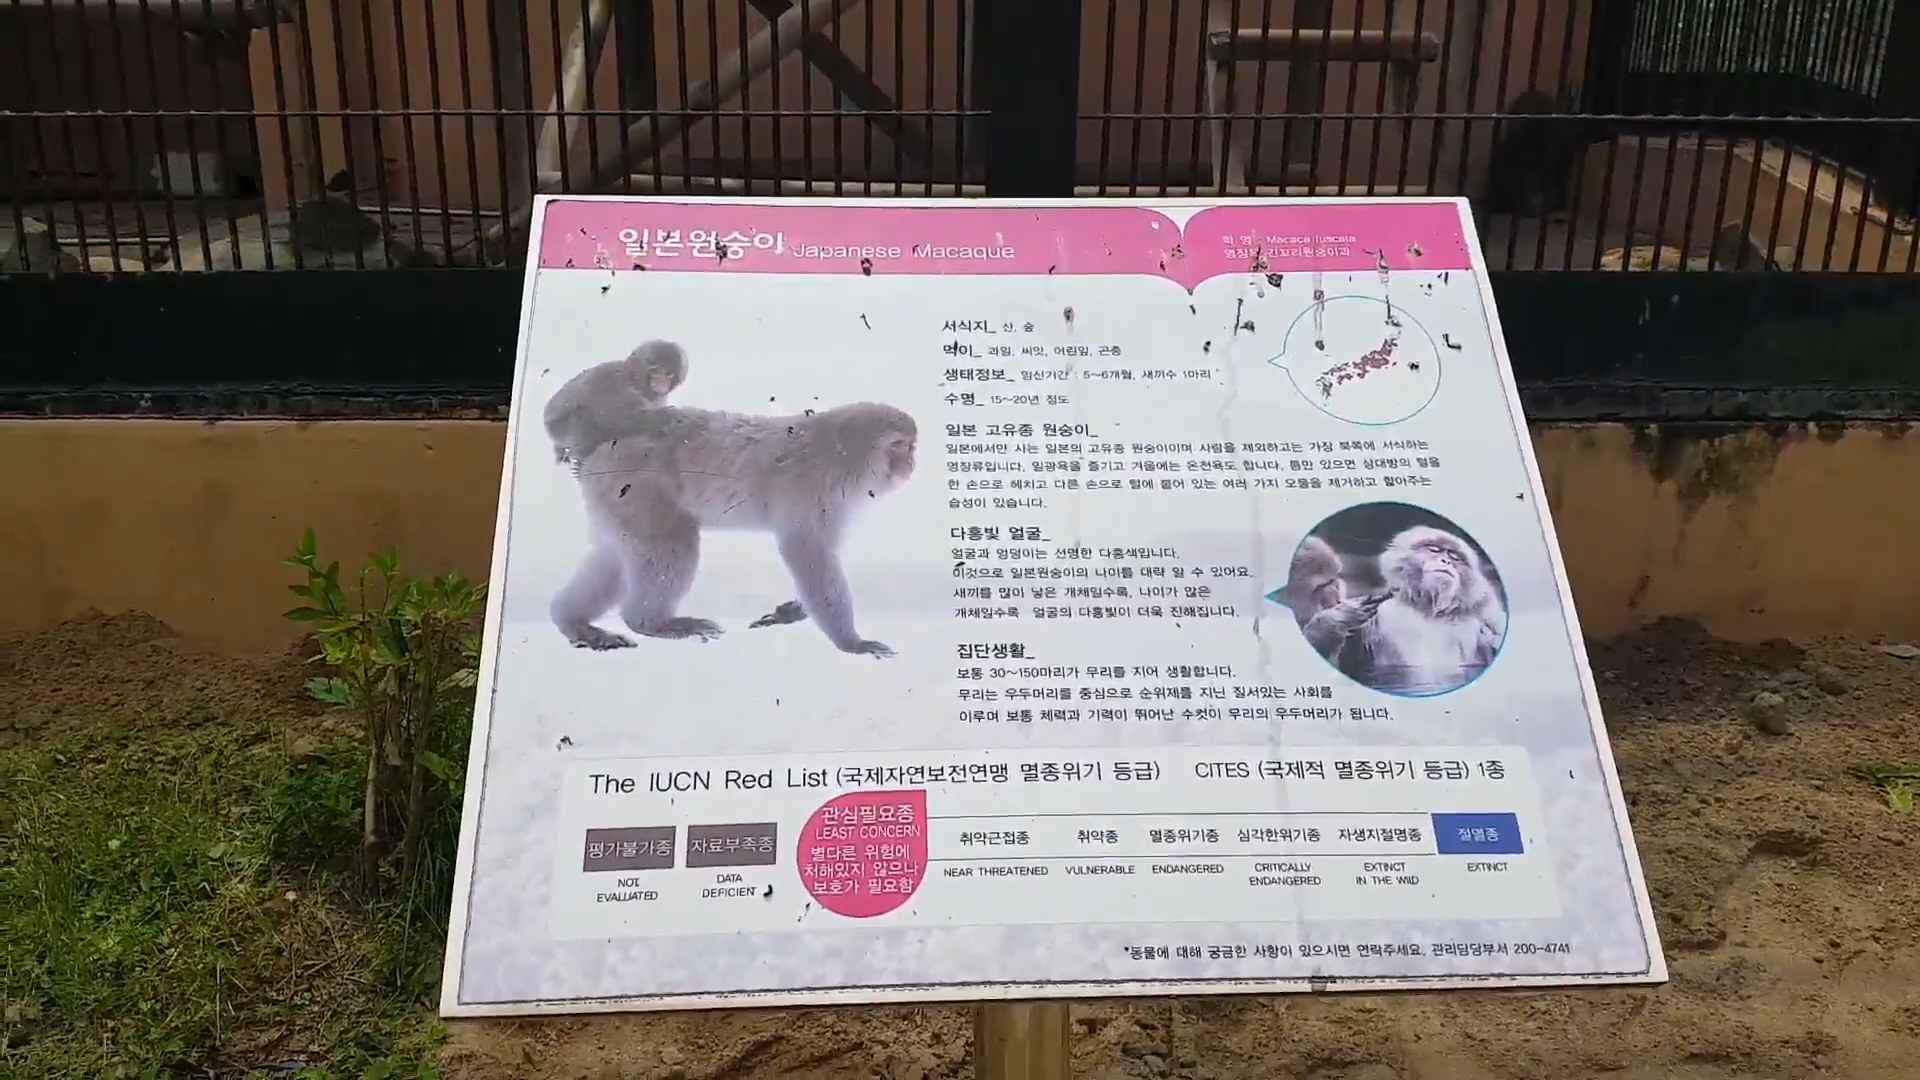 일본원숭이 Japanese Macaque
학 명 : Macaca fuscata
영장목 긴꼬리원숭이과
서식지_ 산, 숲
먹이_ 과일, 씨앗, 어린잎, 곤충
생태정보_ 임신기간 : 5~6개월, 새끼수 1마리
수명_ 15~20년 정도
일본 고유종 원숭이_
일본에서만 사는 일본의 고유종 원숭이이며 사람을 제외하고는 가장 북쪽에 서식하는
영장류입니다. 일광욕을 즐기고 겨울에는 온천욕도 합니다. 틈만 있으면 상대방의 털을
한 손으로 헤치고 다른 손으로 털에 붙어 있는 여러 가지 오물을 제거하고 핥아주는
습성이 있습니다.
다홍빛 얼굴_
얼굴과 엉덩이는 선명한 다홍색입니다.
이것으로 일본원숭이의 나이를 대략 알 수 있어요.
새끼를 많이 낳은 개체일수록, 나이가 많은
개체일수록 얼굴의 다홍빛이 더욱 진해집니다.
집단생활_
보통 30~150마리가 무리를 지어 생활합니다.
무리는 우두머리를 중심으로 순위제를 지닌 질서있는 사회를
이루며 보통 체력과 기력이 뛰어난 수컷이 무리의 우두머리가 됩니다.
The IUCN Red List (국제자연보전연맹 멸종위기 등급) CITES (국제적 멸종위기 등급) 1종
평가불가종
NOT
EVALUATED
자료부족종
DATA
DEFICIENT
관심필요종
LEAST CONCERN
별다른 위험에
처해있지 않으나
보호가 필요함
취약근접종
NEAR THREATENED
취약종
VULNERABLE
멸종위기종
ENDANGERED
심각한위기종
CRITICALLY
ENDANGERED
자생지절멸종
EXTINCT
IN THE WILD
절멸종
EXTINCT
*동물에 대해 궁금한 사항이 있으시면 연락주세요. 관리담당부서 200-4741